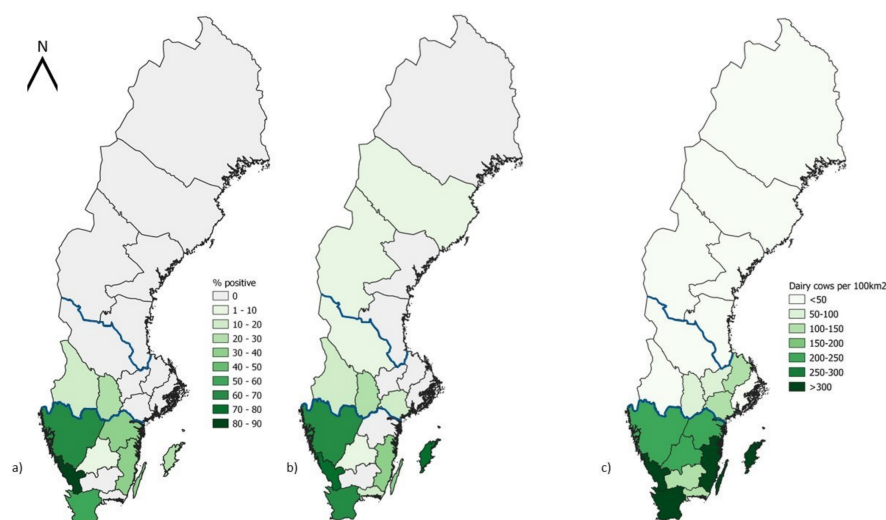 N
% positive
0
1 - 10
10 - 20
20 - 30
30 - 40
40 - 50
50 - 60
60 - 70
70 - 80
80 - 90
Dairy cows per 100km2
<50
50-100
100-150
150-200
200-250
250-300
>300
a)
b)
c)